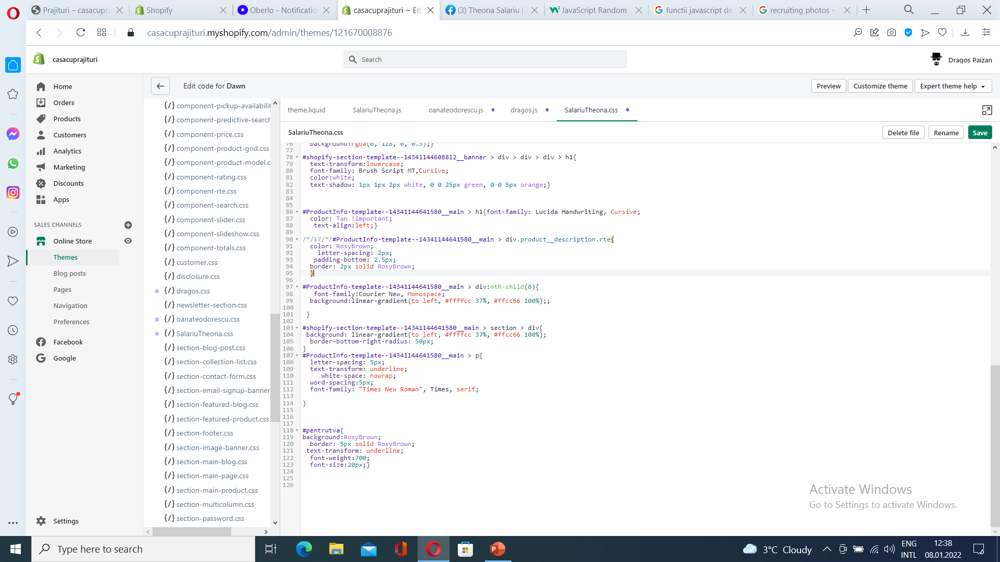 Prajituri – casacupra
Shopify
Oberlo - Notificatio
casacuprajituri ~ Ed
(3) Theona Salariu |
JavaScript Random
functii javascript de
recruiting photos –
casacuprajituri.myshopify.com/admin/themes/121670008876
casacuprajituri
Search
Dragos Paizan
Home
Orders
Products
Customers
Analytics
Marketing
Discounts
Apps
SALES CHANNELS
Online Store
Themes
Blog posts
Pages
Navigation
Preferences
Facebook
Google
Settings
Edit code for Dawn
Preview
Customize theme
Expert theme help
{/} component-pickup-availabilit
{/} component-predictive-search
{/} component-price.css
{/} component-product-grid.css
{/} component-product-model.c
{/} component-rating.css
{/} component-rte.css
{/} component-search.css
{/} component-slider.css
{/} component-slideshow.css
{/} component-totals.css
{/} customer.css
{/} disclosure.css
{/} dragos.css
{/} newsletter-section.css
{/} oanateodorescu.css
{/} SalariuTheona.css
{/} section-blog-post.css
{/} section-collection-list.css
{/} section-contact-form.css
{/} section-email-signup-banner
{/} section-featured-blog.css
{/} section-featured-product.css
{/} section-footer.css
{/} section-image-banner.css
{/} section-main-blog.css
{/} section-main-page.css
{/} section-main-product.css
{/} section-multicolumn.css
{/} section-password.css
theme.liquid
SalariuTheona.js
oanateodorescu.js
dragos.js
SalariuTheona.css
SalariuTheona.css
Delete file
Rename
Save
76 background:rgba(0, 128, 0, 0.3);}
77
78 #shopify-section-template--14341144608812__banner > div > div > div > h1{
79 text-transform:lowercase;
80 font-family: Brush Script MT,Cursive;
81 color:white;
82 text-shadow: 1px 1px 2px white, 0 0 25px green, 0 0 5px orange;}
83
84
85
86 #ProductInfo-template--14341144641580__main > h1{font-family: Lucida Handwriting, Cursive;
87 color: Tan !important;
88 text-align:left;}
89
90 /*/17/*/#ProductInfo-template--14341144641580__main > div.product__description.rte{
91 color: RosyBrown;
92 letter-spacing: 2px;
93 padding-bottom: 2.5px;
94 border: 2px solid RosyBrown;
95 }
96
97 #ProductInfo-template--14341144641580__main > div:nth-child(8){
98 font-family:Courier New, Monospace;
99 background:linear-gradient(to left, #ffffcc 37%, #ffcc66 100%);;
100
101 }
102
103 #shopify-section-template--14341144641580__main > section > div{
104 background: linear-gradient(to left, #ffffcc 37%, #ffcc66 100%);
105 border-bottom-right-radius: 50px;
106 }
107 #ProductInfo-template--14341144641580__main > p{
108 letter-spacing: 5px;
109 text-transform: underline;
110 white-space: nowrap;
111 word-spacing:5px;
112 font-family: "Times New Roman", Times, serif;
113
114 }
115
116
117
118 #pentrutva{
119 background:RosyBrown;
120 border: 5px solid RosyBrown;
121 text-transform: underline;
122 font-weight:700;
123 font-size:20px;}
124
125
126
Activate Windows
Go to Settings to activate Windows.
Type here to search
3°C Cloudy
ENG
INTL
12:38
08.01.2022